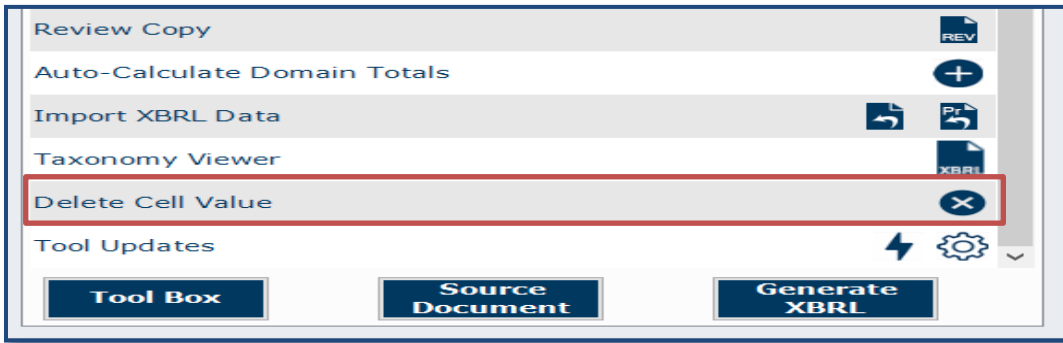 Review Copy
REV
Auto-Calculate Domain Totals
Import XBRL Data
Pr
Taxonomy Viewer
XBRL
Delete Cell Value
Tool Updates
Tool Box
Source
Document
Generate
XBRL